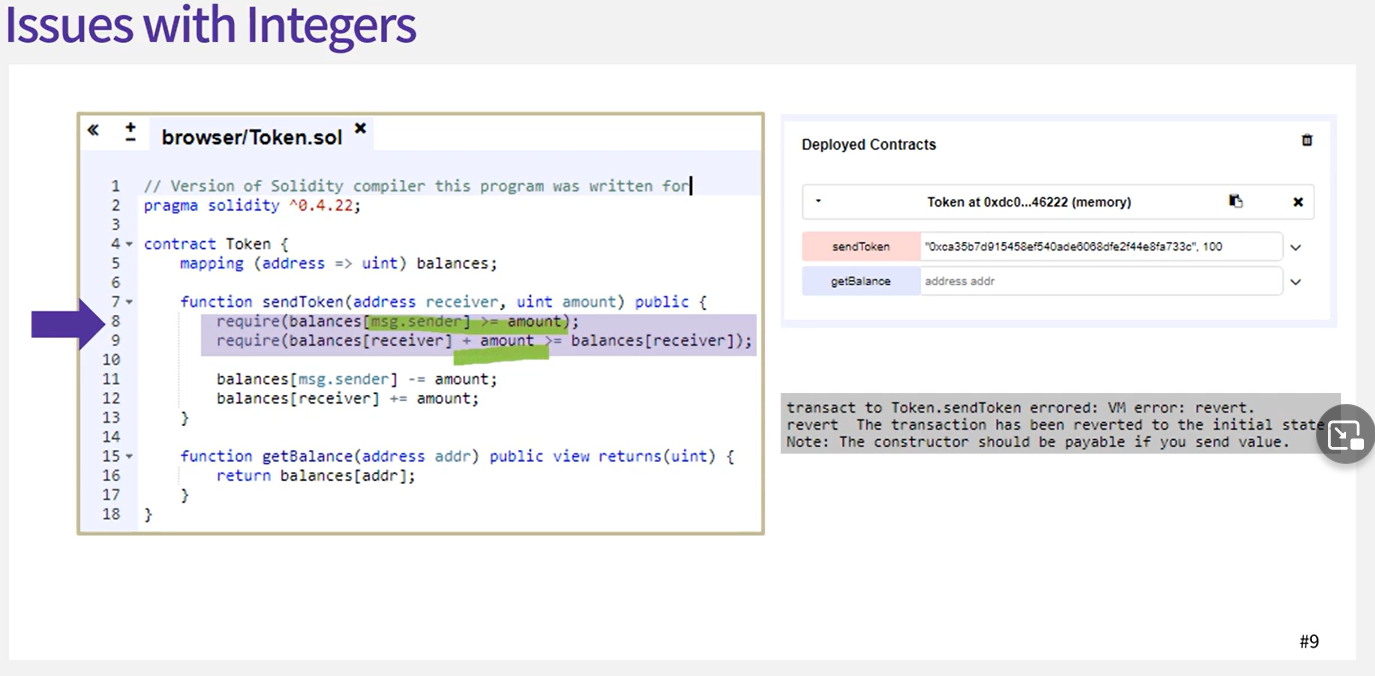 Issues with Integers
browser/Token.sol
1 // Version of Solidity compiler this program was written for
2 pragma solidity ^0.4.22;
3
4 contract Token {
5 mapping (address => uint) balances;
6
7 function sendToken(address receiver, uint amount) public {
8 require(balances[msg.sender] >= amount);
9 require(balances[receiver] + amount >= balances[receiver]);
10
11 balances[msg.sender] -= amount;
12 balances[receiver] += amount;
13 }
14
15 function getBalance(address addr) public view returns(uint) {
16 return balances[addr];
17 }
18 }
Deployed Contracts
Token at 0xdc0...46222 (memory)
sendToken "0xca35b7d915458ef540ade6068dfe2f44e8fa733c", 100
getBalance address addr
transact to Token.sendToken errored: VM error: revert.
revert The transaction has been reverted to the initial state
Note: The constructor should be payable if you send value.
#9